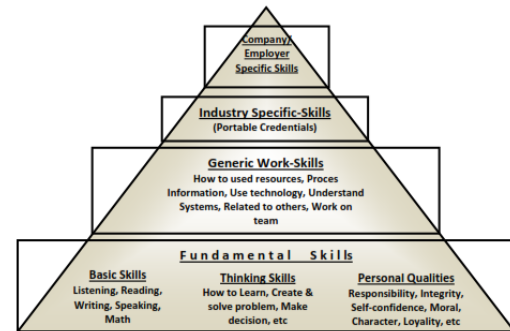 Company/
Employer
Specific Skills
Industry Specific-Skills
(Portable Credentials)
Generic Work-Skills
How to used resources, Proces
Information, Use technology, Understand
Systems, Related to others, Work on
team
Fundamental Skills
Basic Skills
Listening, Reading,
Writing, Speaking,
Math
Thinking Skills
How to Learn, Create &
solve problem, Make
decision, etc
Personal Qualities
Responsibility, Integrity,
Self-confidence, Moral,
Character, Loyality, etc